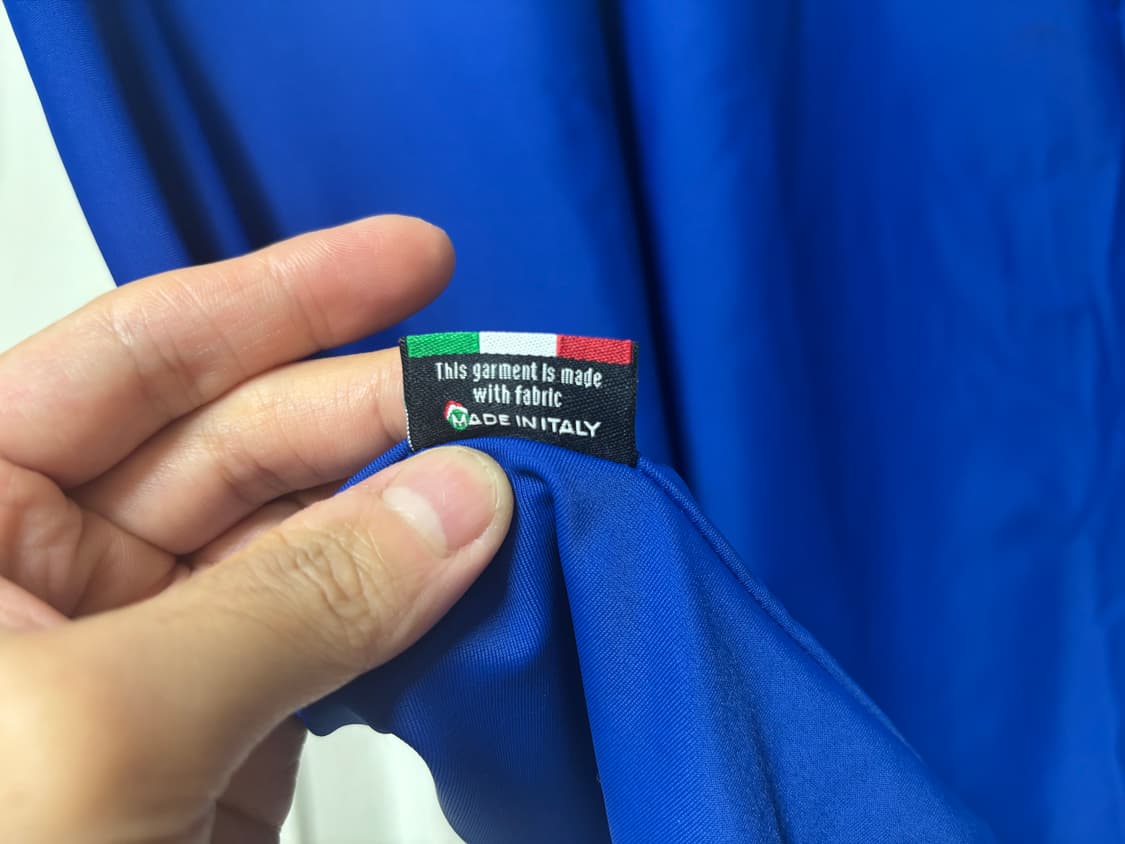 This garment is made
with fabric
MADE IN ITALY